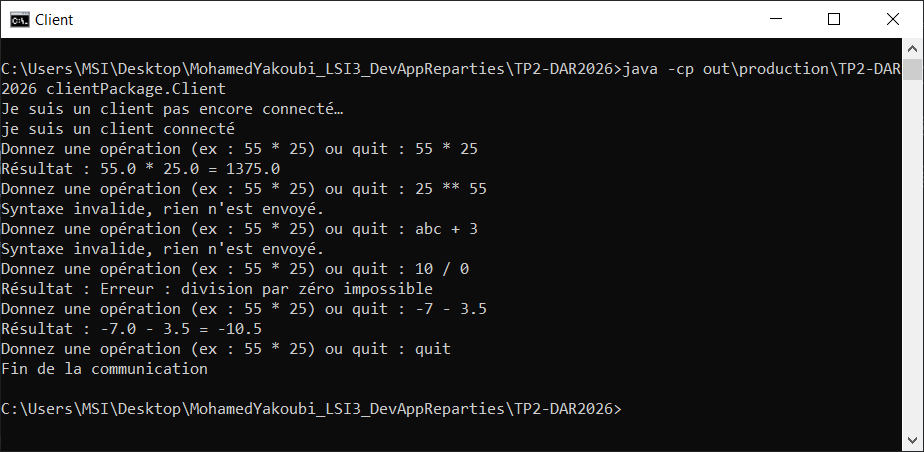 Client
C:\Users\MSI\Desktop\MohamedYakoubi_LSI3_DevAppReparties\TP2-DAR2026>java -cp out\production\TP2-DAR
2026 clientPackage.Client
Je suis un client pas encore connecté…
je suis un client connecté
Donnez une opération (ex : 55 * 25) ou quit : 55 * 25
Résultat : 55.0 * 25.0 = 1375.0
Donnez une opération (ex : 55 * 25) ou quit : 25 ** 55
Syntaxe invalide, rien n'est envoyé.
Donnez une opération (ex : 55 * 25) ou quit : abc + 3
Syntaxe invalide, rien n'est envoyé.
Donnez une opération (ex : 55 * 25) ou quit : 10 / 0
Résultat : Erreur : division par zéro impossible
Donnez une opération (ex : 55 * 25) ou quit : -7 - 3.5
Résultat : -7.0 - 3.5 = -10.5
Donnez une opération (ex : 55 * 25) ou quit : quit
Fin de la communication
C:\Users\MSI\Desktop\MohamedYakoubi_LSI3_DevAppReparties\TP2-DAR2026>